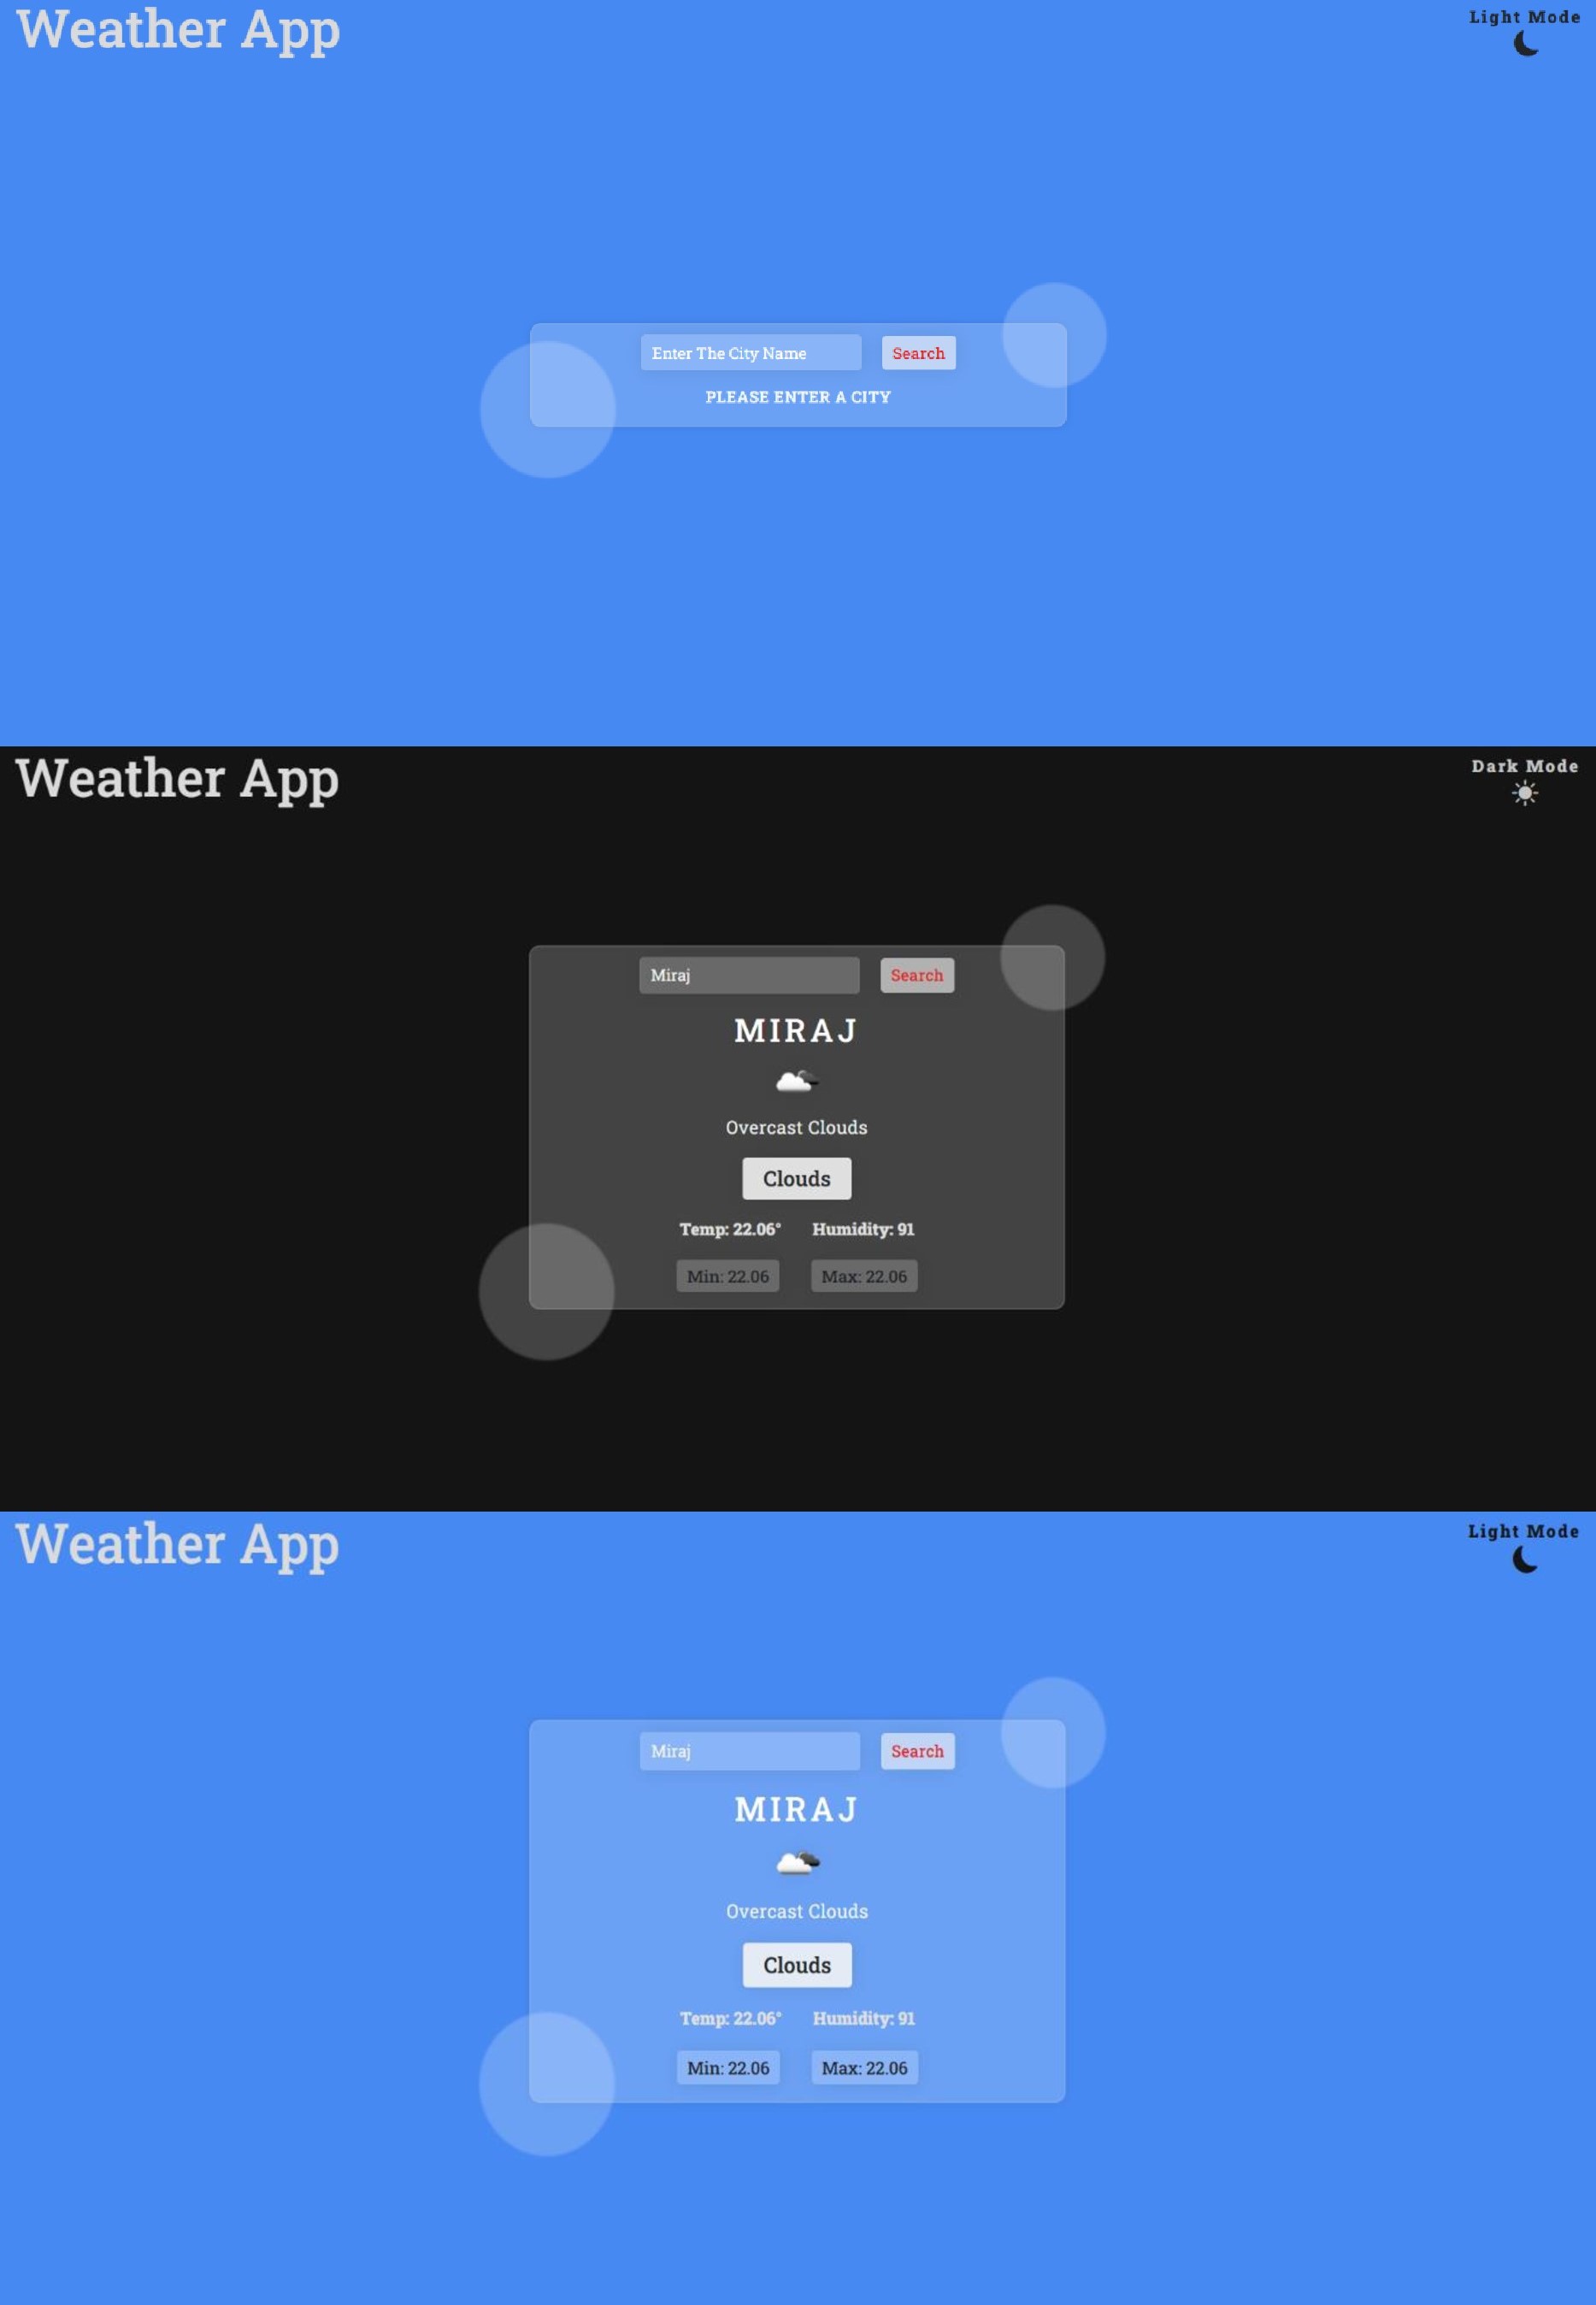 Weather App
Light Mode
Enter The City Name
Search
PLEASE ENTER A CITY
Weather App
Dark Mode
Miraj
Search
MIRAJ
Overcast Clouds
Clouds
Temp: 22.06° Humidity: 91
Min: 22.06 Max: 22.06
Weather App
Light Mode
Miraj
Search
MIRAJ
Overcast Clouds
Clouds
Temp: 22.06° Humidity: 91
Min: 22.06 Max: 22.06